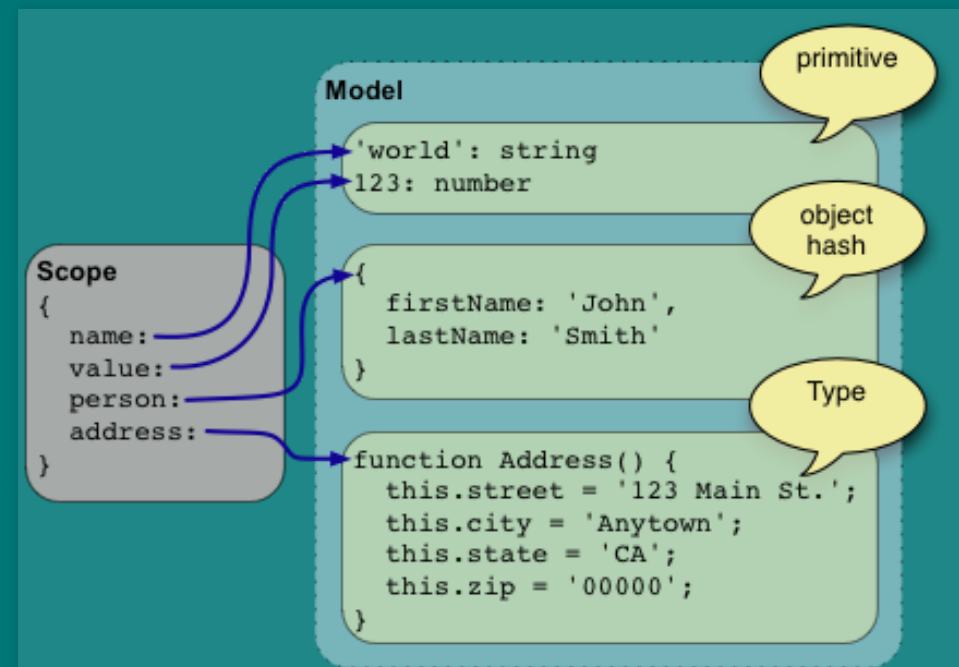 Model
primitive
'world': string
123: number
object
hash
Scope
{
name:
value:
person:
address:
}
{
firstName: 'John',
lastName: 'Smith'
}
Type
function Address() {
this.street = '123 Main St.';
this.city = 'Anytown';
this.state = 'CA';
this.zip = '00000';
}